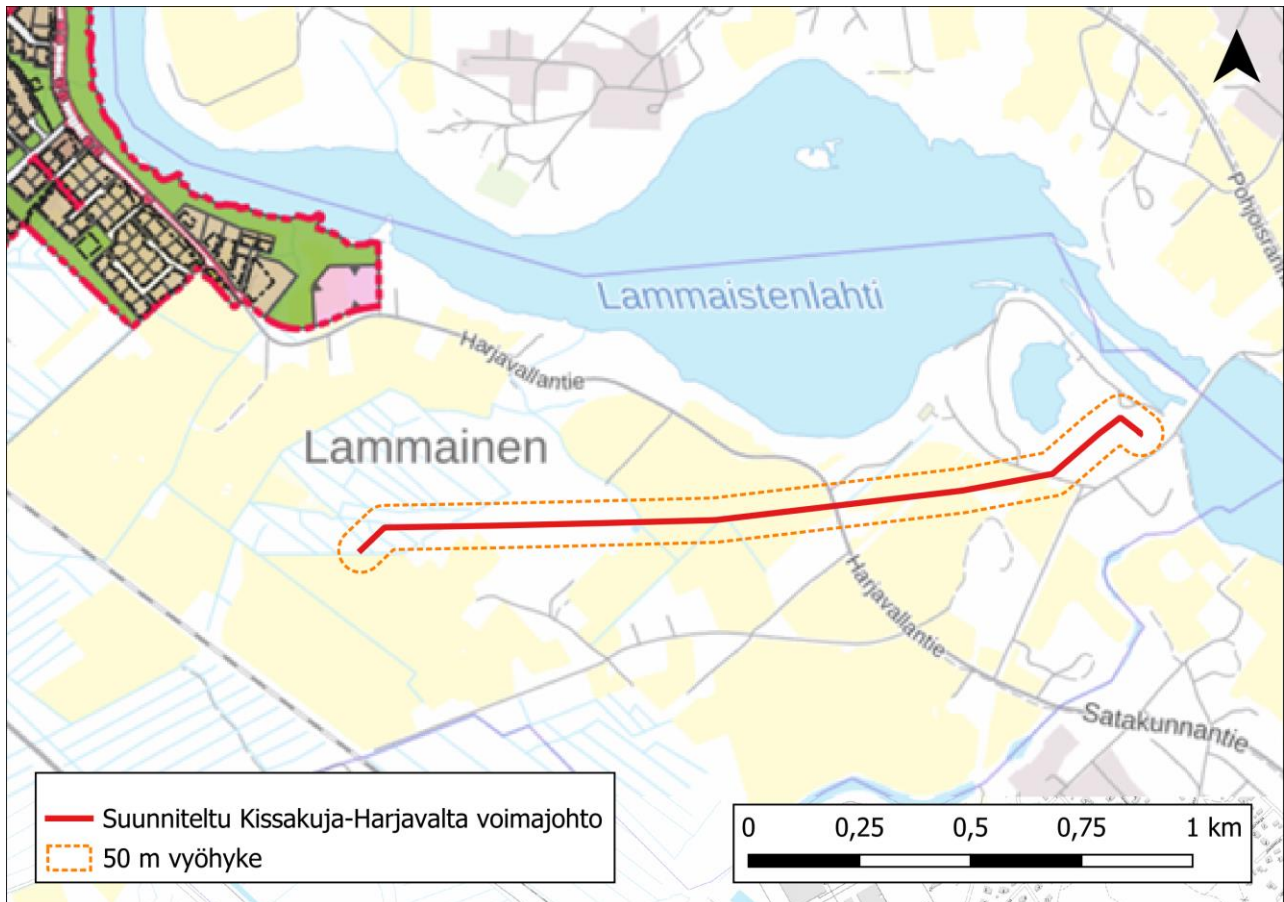 Pohjoisran
Lammaistenlahti
Harjavallantie
Lammainen
Harjavallantie
Satakunnantie
Suunniteltu Kissakuja-Harjavalta voimajohto
50 m vyöhyke
0 0,25 0,5 0,75 1 km